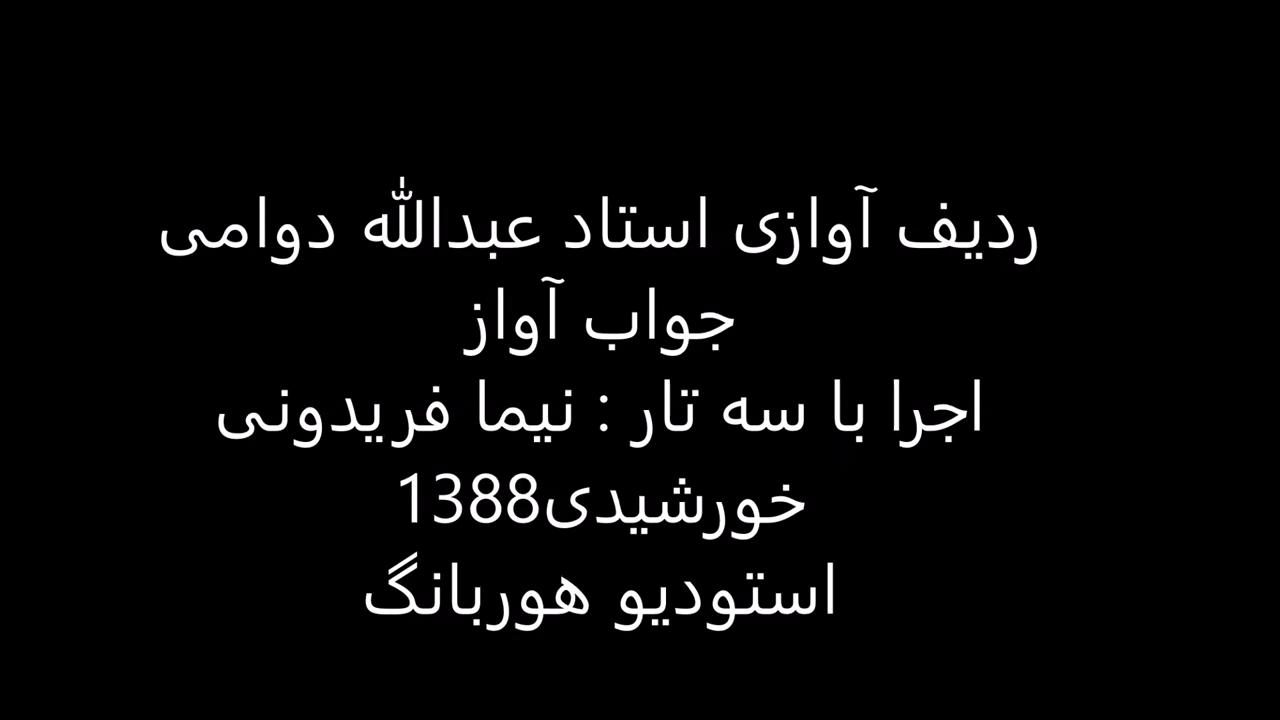 ردیف آوازی استاد عبدالله دوامی
جواب آواز
اجرا با سه تار : نیما فریدونی
خورشیدی1388
استودیو هوربانگ